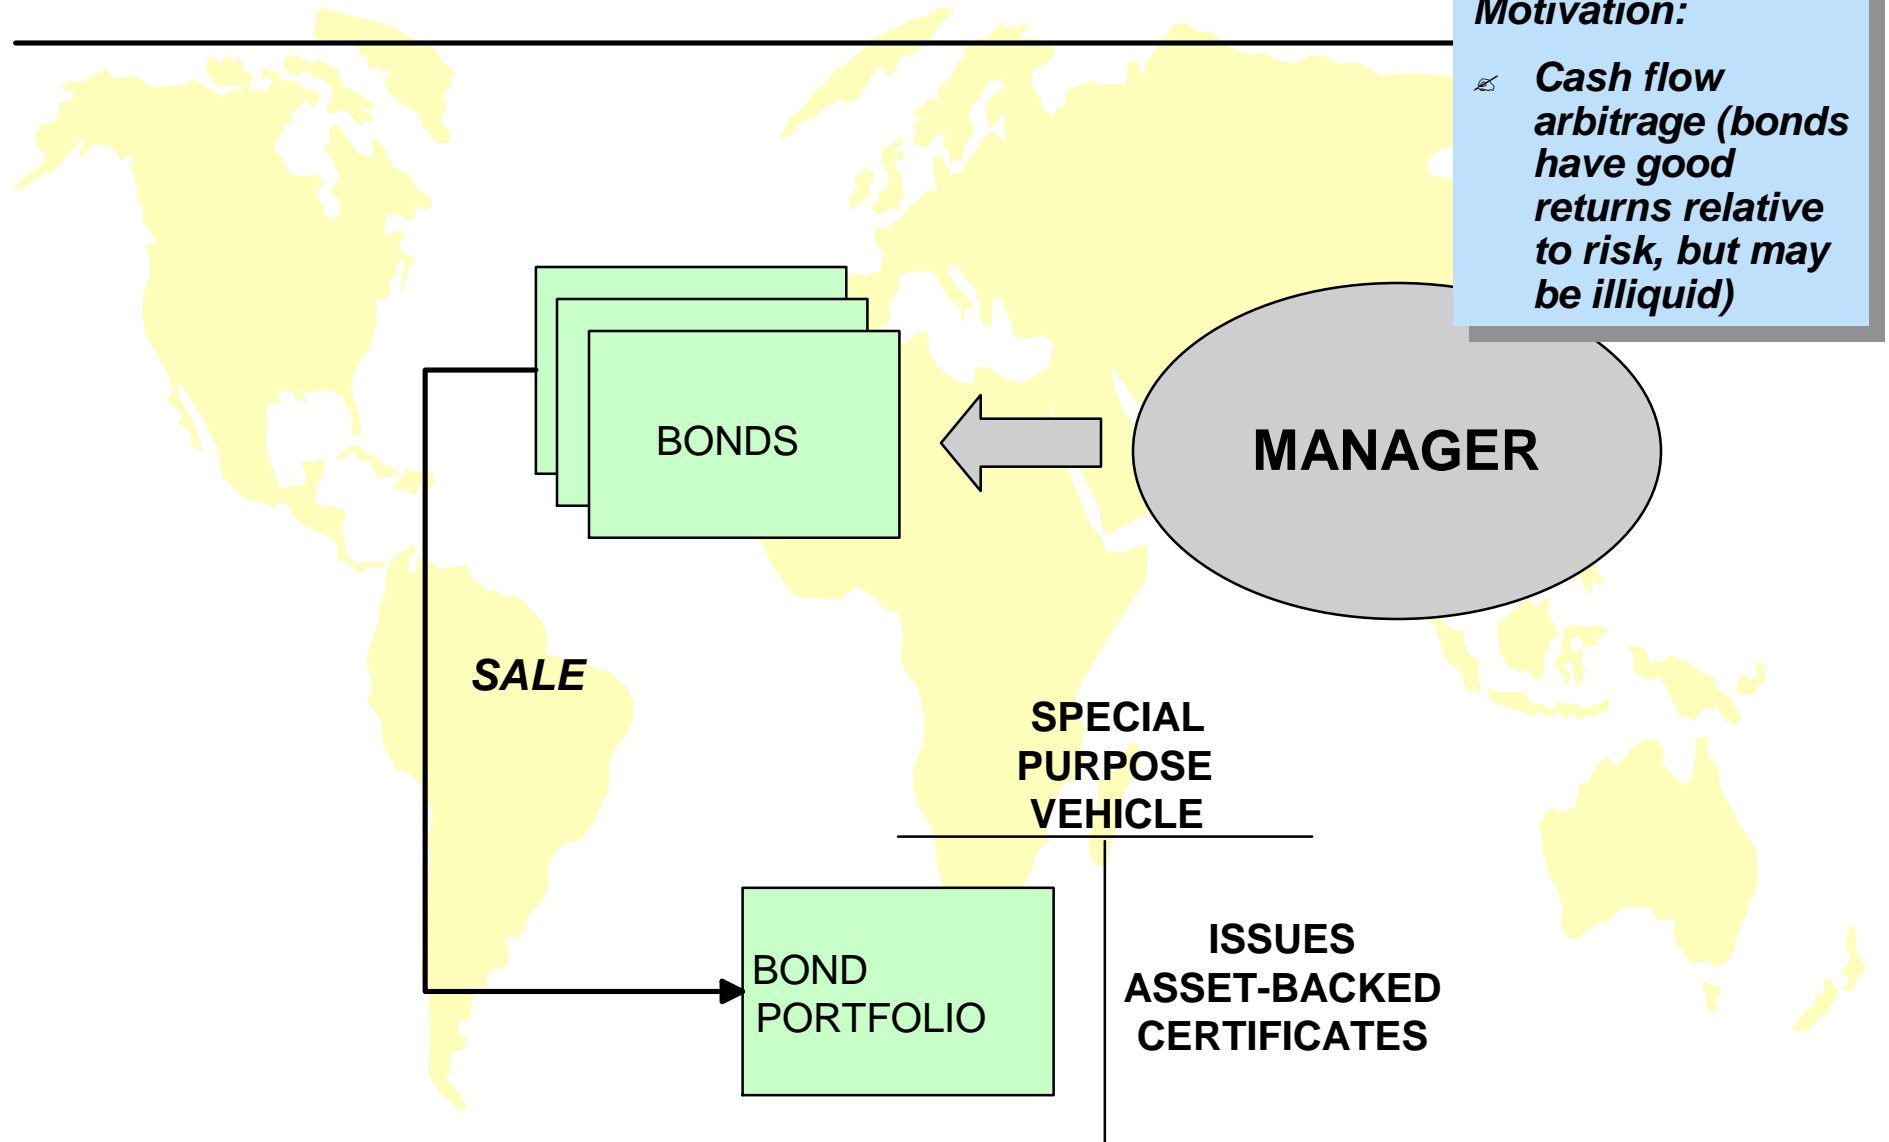 Motivation:
Cash flow
arbitrage (bonds
have good
returns relative
to risk, but may
be illiquid)
BONDS
MANAGER
SALE
SPECIAL
PURPOSE
VEHICLE
BOND
PORTFOLIO
ISSUES
ASSET-BACKED
CERTIFICATES